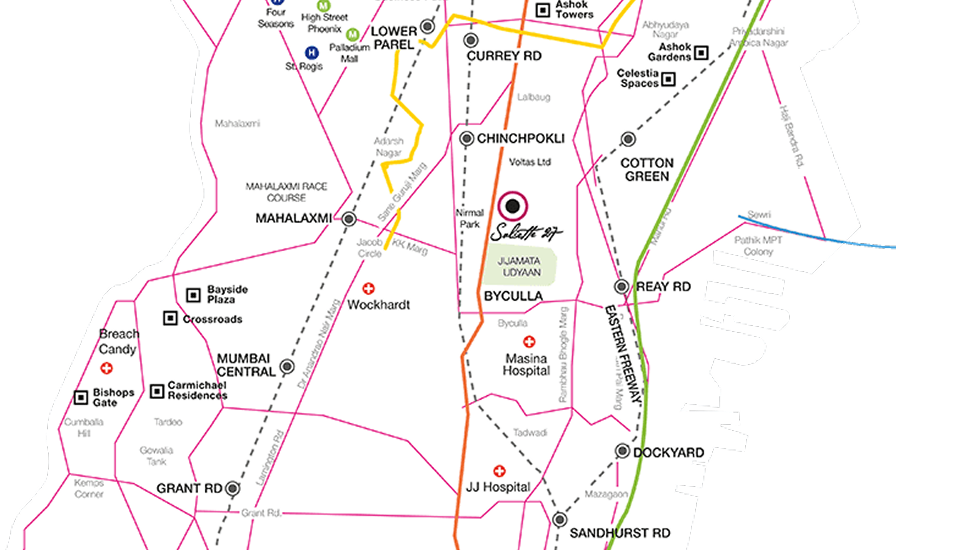 Four
Seasons
High Street
Phoenix
Palladium
Mall
St. Regis
LOWER
PAREL
CURREY RD
Ashok
Towers
Abhyudaya
Nagar
Ashok
Gardens
Celestia
Spaces
Priyadarshini
Ambica Nagar
Lalbaug
Mahalaxmi
Adarsh
Nagar
CHINCHPOKLI
Voltas Ltd
COTTON
GREEN
Haji Bandra Rd.
MAHALAXMI RACE
COURSE
MAHALAXMI
Sane Guruji Marg
Nirmal
Park
Salsette 27
Jacob
Circle
KK Marg
JIJAMATA
UDYAAN
Sewri
Pathik MPT
Colony
BYCULLA
REAY RD
Bayside
Plaza
Crossroads
Wockhardt
Dr Anandrao Nair Marg
Byculla
Rambhau Bhogle Marg
EASTERN FREEWAY
Breach
Candy
MUMBAI
CENTRAL
Masina
Hospital
Bishops
Gate
Carmichael
Residences
Cumballa
Hill
Tardeo
Gowalia
Tank
Lamington Rd
Tadwadi
DOCKYARD
Kemps
Corner
GRANT RD
JJ Hospital
Mazagaon
Grant Rd.
SANDHURST RD